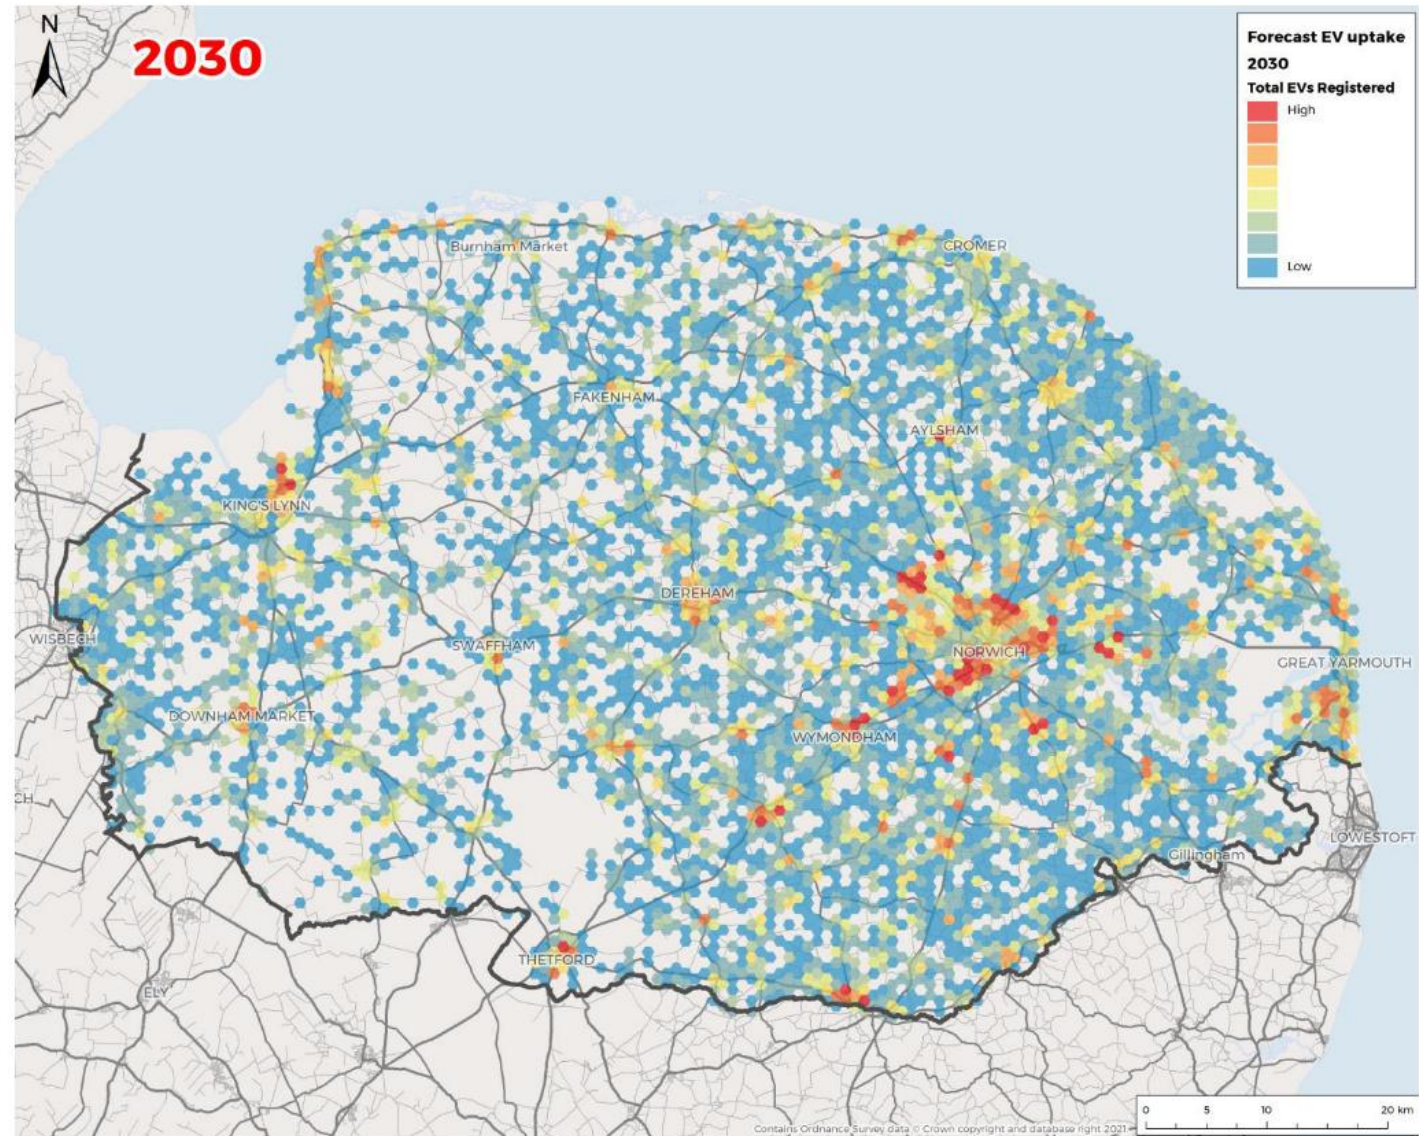 N
2030
Forecast EV uptake
2030
Total EVs Registered
High
Low
Burnham Market
CROMER
FAKENHAM
AYLSHAM
KING'S LYNN
DEREHAM
WISBECH
SWAFFHAM
NORWICH
GREAT YARMOUTH
DOWNHAM MARKET
WYMONDHAM
CH
LOWESTOFT
Gillingham
THETFORD
ELY
0 5 10 20 km
Contains Ordnance Survey data © Crown copyright and database right 2021